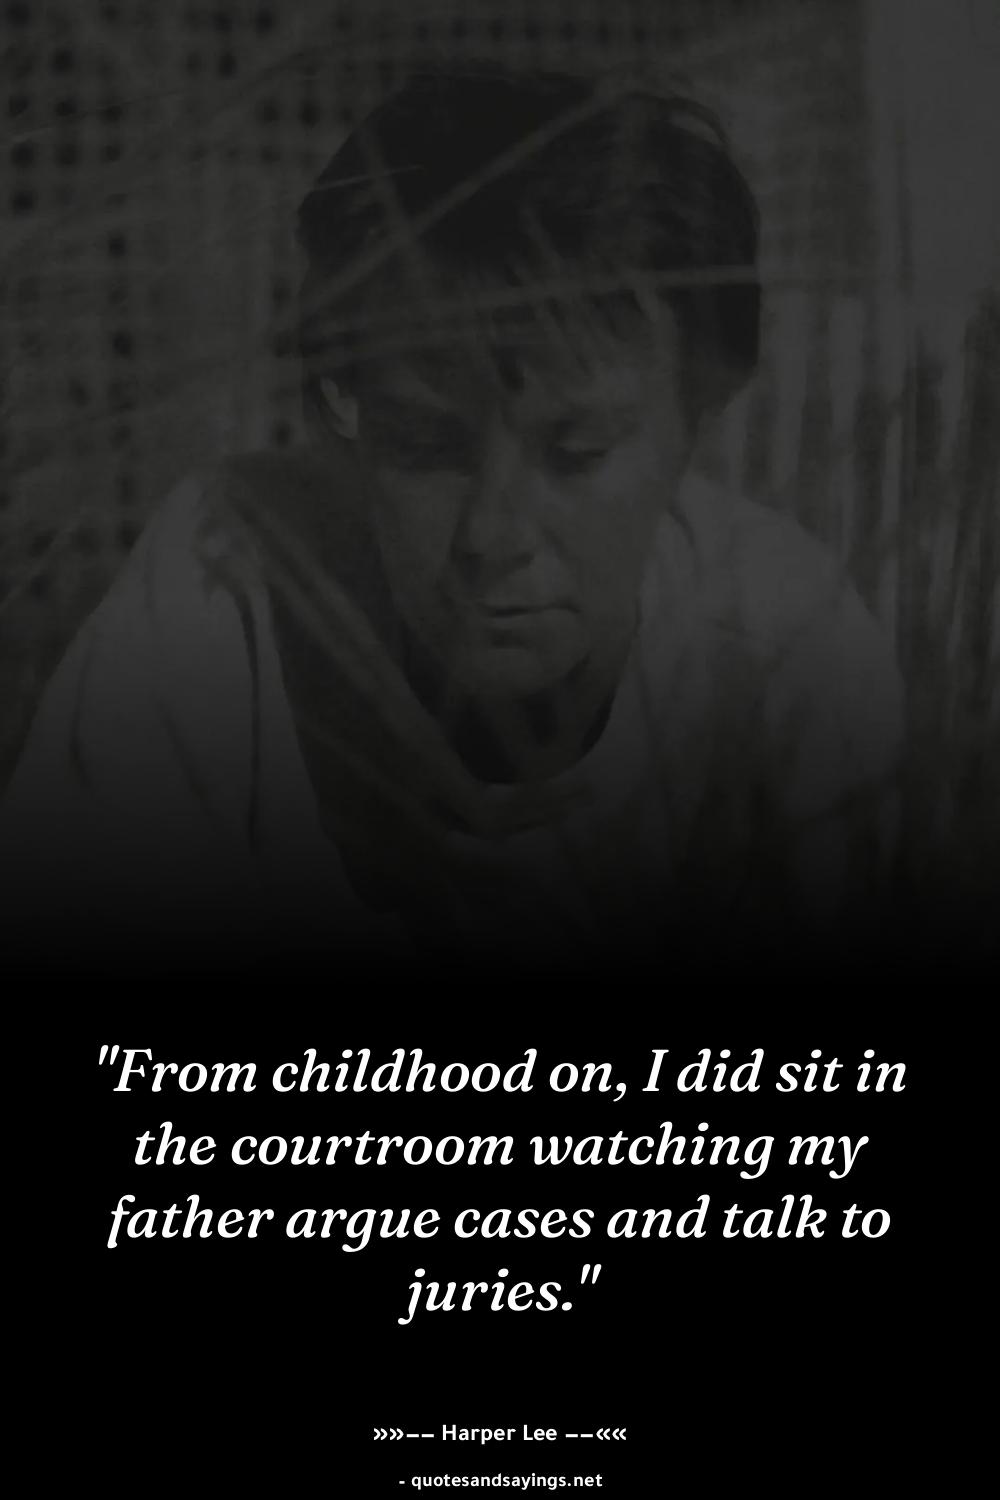 "From childhood on, I did sit in
the courtroom watching my
father argue cases and talk to
juries."
»»–– Harper Lee ––««
- quotesandsayings.net